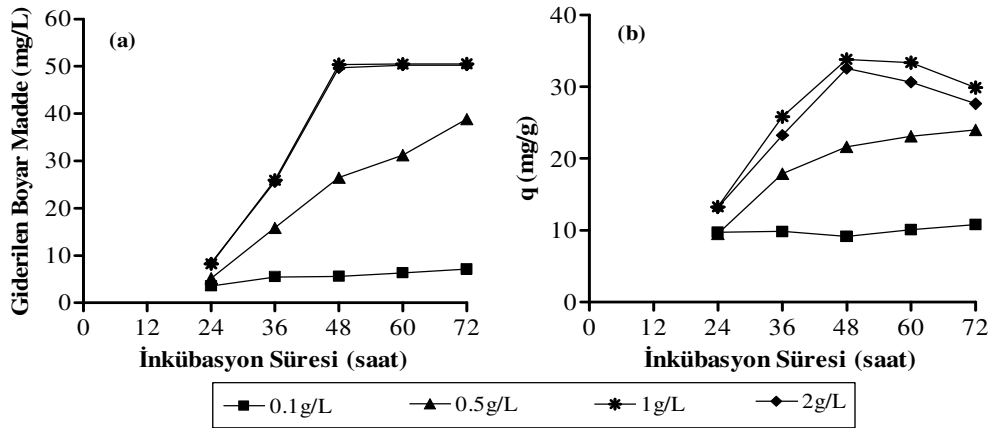 (a)
Giderilen Boyar Madde (mg/L)
60
50
40
30
20
10
0
0 12 24 36 48 60 72
İnkübasyon Süresi (saat)
(b)
q (mg/g)
40
30
20
10
0
0 12 24 36 48 60 72
İnkübasyon Süresi (saat)
0.1g/L 0.5g/L 1g/L 2g/L